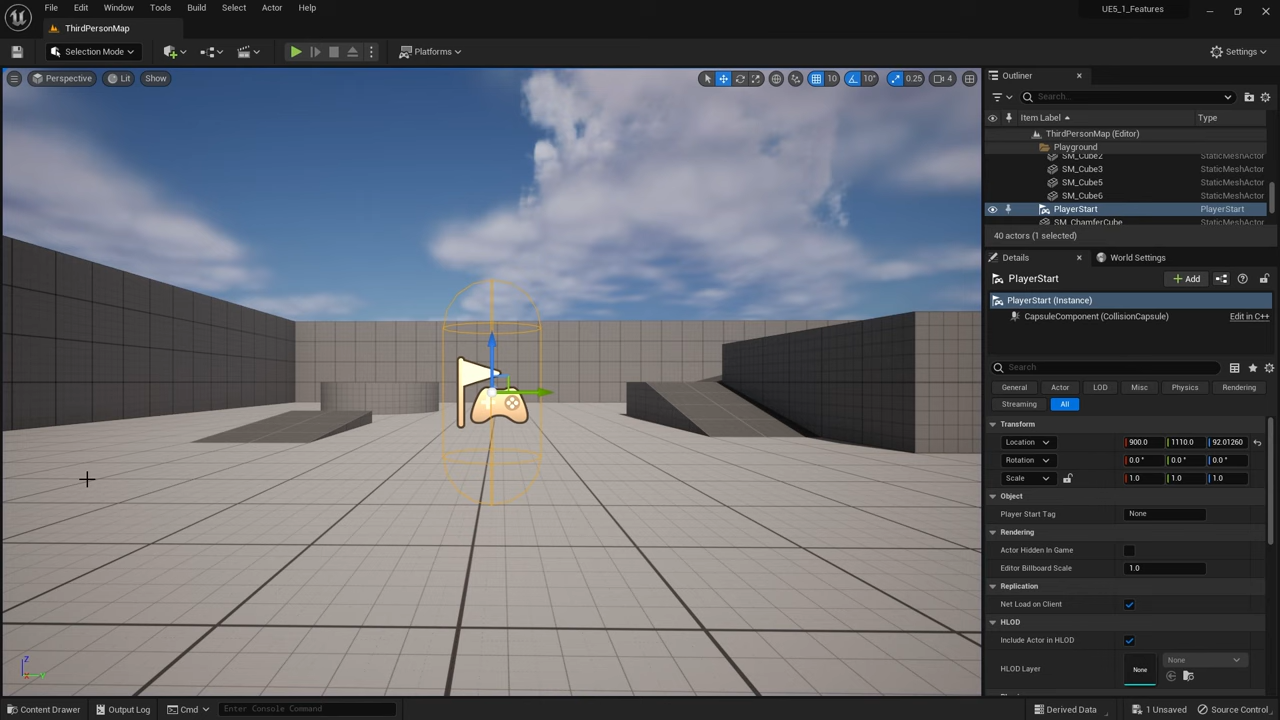 File Edit Window Tools Build Select Actor Help
UE5_1_Features
ThirdPersonMap
Selection Mode
Platforms
Settings
Perspective Lit Show
10 10° 0.25 4
Outliner
Search...
Item Label Type
ThirdPersonMap (Editor)
Playground
SM_Cube2 StaticMeshActor
SM_Cube3 StaticMeshActor
SM_Cube5 StaticMeshActor
SM_Cube6 StaticMeshActor
PlayerStart PlayerStart
SM_ChamferCube StaticMeshActor
40 actors (1 selected)
Details World Settings
PlayerStart
Add
PlayerStart (Instance)
CapsuleComponent (CollisionCapsule) Edit in C++
Search
General Actor LOD Misc Physics Rendering
Streaming All
Transform
Location 900.0 1110.0 92.01260
Rotation 0.0 ° 0.0 ° 0.0 °
Scale 1.0 1.0 1.0
Object
Player Start Tag None
Rendering
Actor Hidden In Game
Editor Billboard Scale 1.0
Replication
Net Load on Client
HLOD
Include Actor in HLOD
HLOD Layer None None
Z
Y
Content Drawer Output Log Cmd Enter Console Command
Derived Data 1 Unsaved Source Control